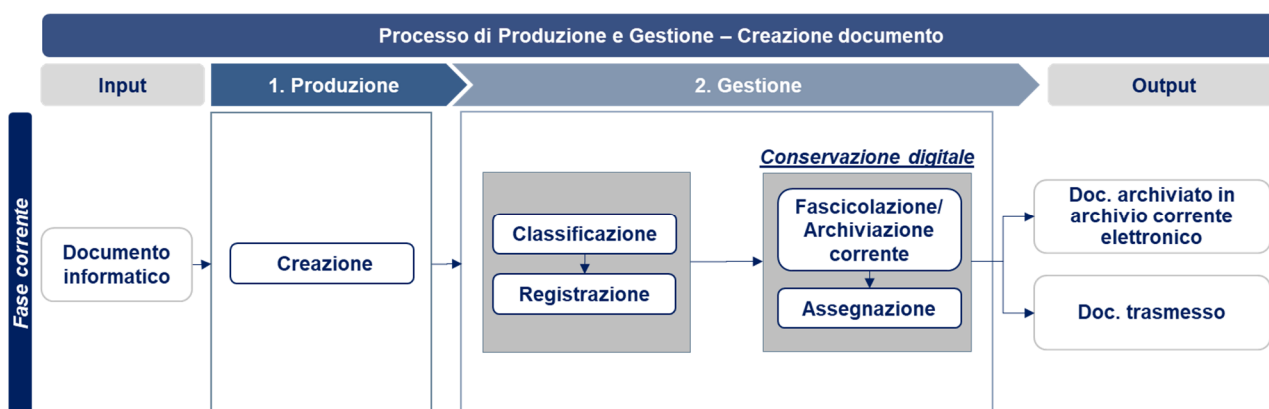 Processo di Produzione e Gestione – Creazione documento
Input
1. Produzione
2. Gestione
Output
Fase corrente
Documento
informatico
Creazione
Classificazione
Registrazione
Conservazione digitale
Fascicolazione/
Archiviazione
corrente
Assegnazione
Doc. archiviato in
archivio corrente
elettronico
Doc. trasmesso